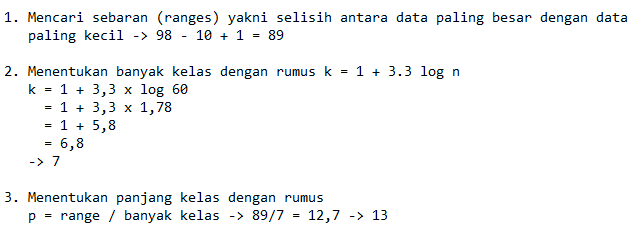 1. Mencari sebaran (ranges) yakni selisih antara data paling besar dengan data
paling kecil -> 98 - 10 + 1 = 89
2. Menentukan banyak kelas dengan rumus k = 1 + 3.3 log n
k = 1 + 3,3 x log 60
= 1 + 3,3 x 1,78
= 1 + 5,8
= 6,8
-> 7
3. Menentukan panjang kelas dengan rumus
p = range / banyak kelas -> 89/7 = 12,7 -> 13